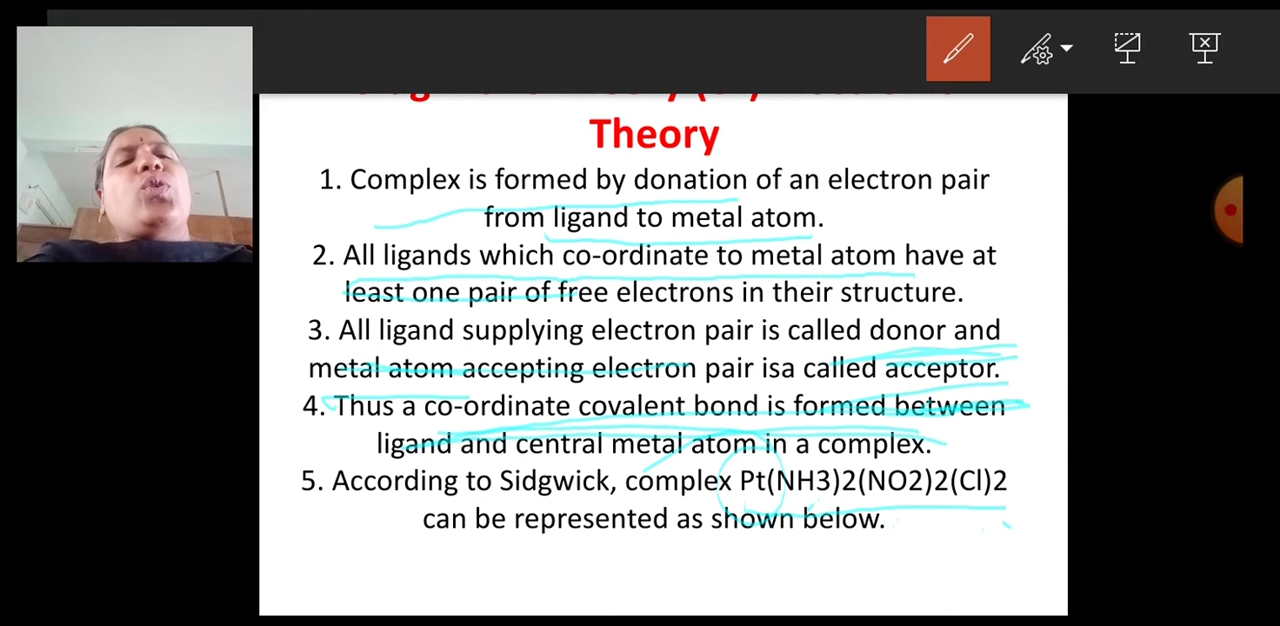 Theory
1. Complex is formed by donation of an electron pair
from ligand to metal atom.
2. All ligands which co-ordinate to metal atom have at
least one pair of free electrons in their structure.
3. All ligand supplying electron pair is called donor and
metal atom accepting electron pair isa called acceptor.
4. Thus a co-ordinate covalent bond is formed between
ligand and central metal atom in a complex.
5. According to Sidgwick, complex Pt(NH3)2(NO2)2(Cl)2
can be represented as shown below.